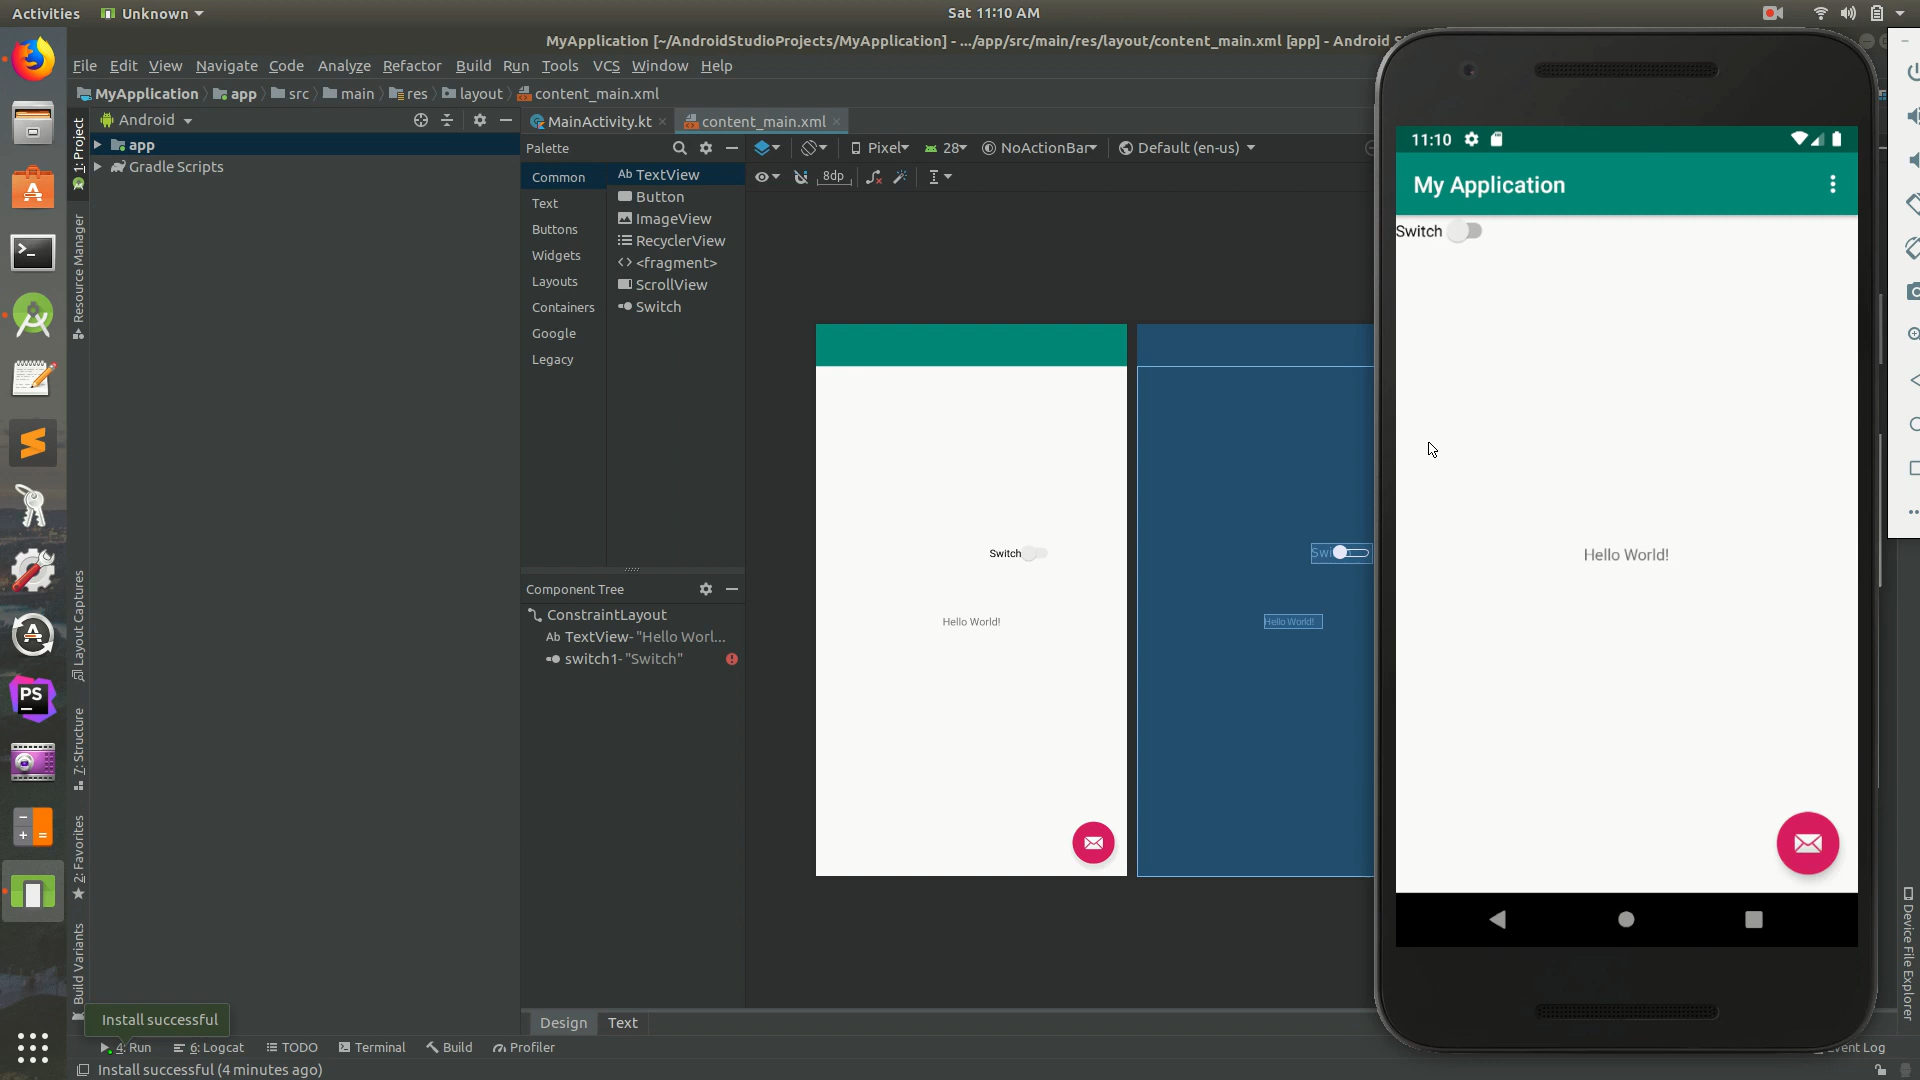 Activities
Unknown
Sat 11:10 AM
MyApplication [~/AndroidStudioProjects/MyApplication] - .../app/src/main/res/layout/content_main.xml [app] - Android
File Edit View Navigate Code Analyze Refactor Build Run Tools VCS Window Help
MyApplication app src main res layout content_main.xml
1: Project
Resource Manager
Layout Captures
7: Structure
2: Favorites
Build Variants
Android
app
Gradle Scripts
MainActivity.kt
content_main.xml
Palette
Common
Text
Buttons
Widgets
Layouts
Containers
Google
Legacy
Ab TextView
Button
ImageView
RecyclerView
<> <fragment>
ScrollView
Switch
Pixel
28
NoActionBar
Default (en-us)
8dp
Component Tree
ConstraintLayout
Ab TextView- "Hello Worl...
switch1- "Switch"
Switch
Hello World!
Hello World!
11:10
My Application
Switch
Hello World!
PS
Design
Text
Install successful
4: Run
6: Logcat
TODO
Terminal
Build
Profiler
Log
Install successful (4 minutes ago)
Device File Explorer